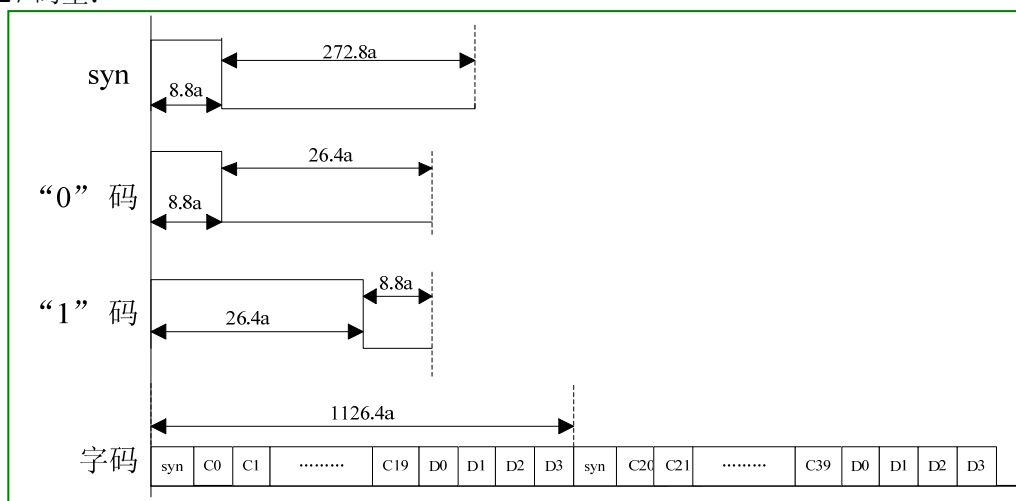 272.8a
syn
8.8a
26.4a
“0” 码
8.8a
8.8a
“1” 码
26.4a
1126.4a
字码 syn C0 C1 ……… C19 D0 D1 D2 D3 syn C20 C21 ……… C39 D0 D1 D2 D3